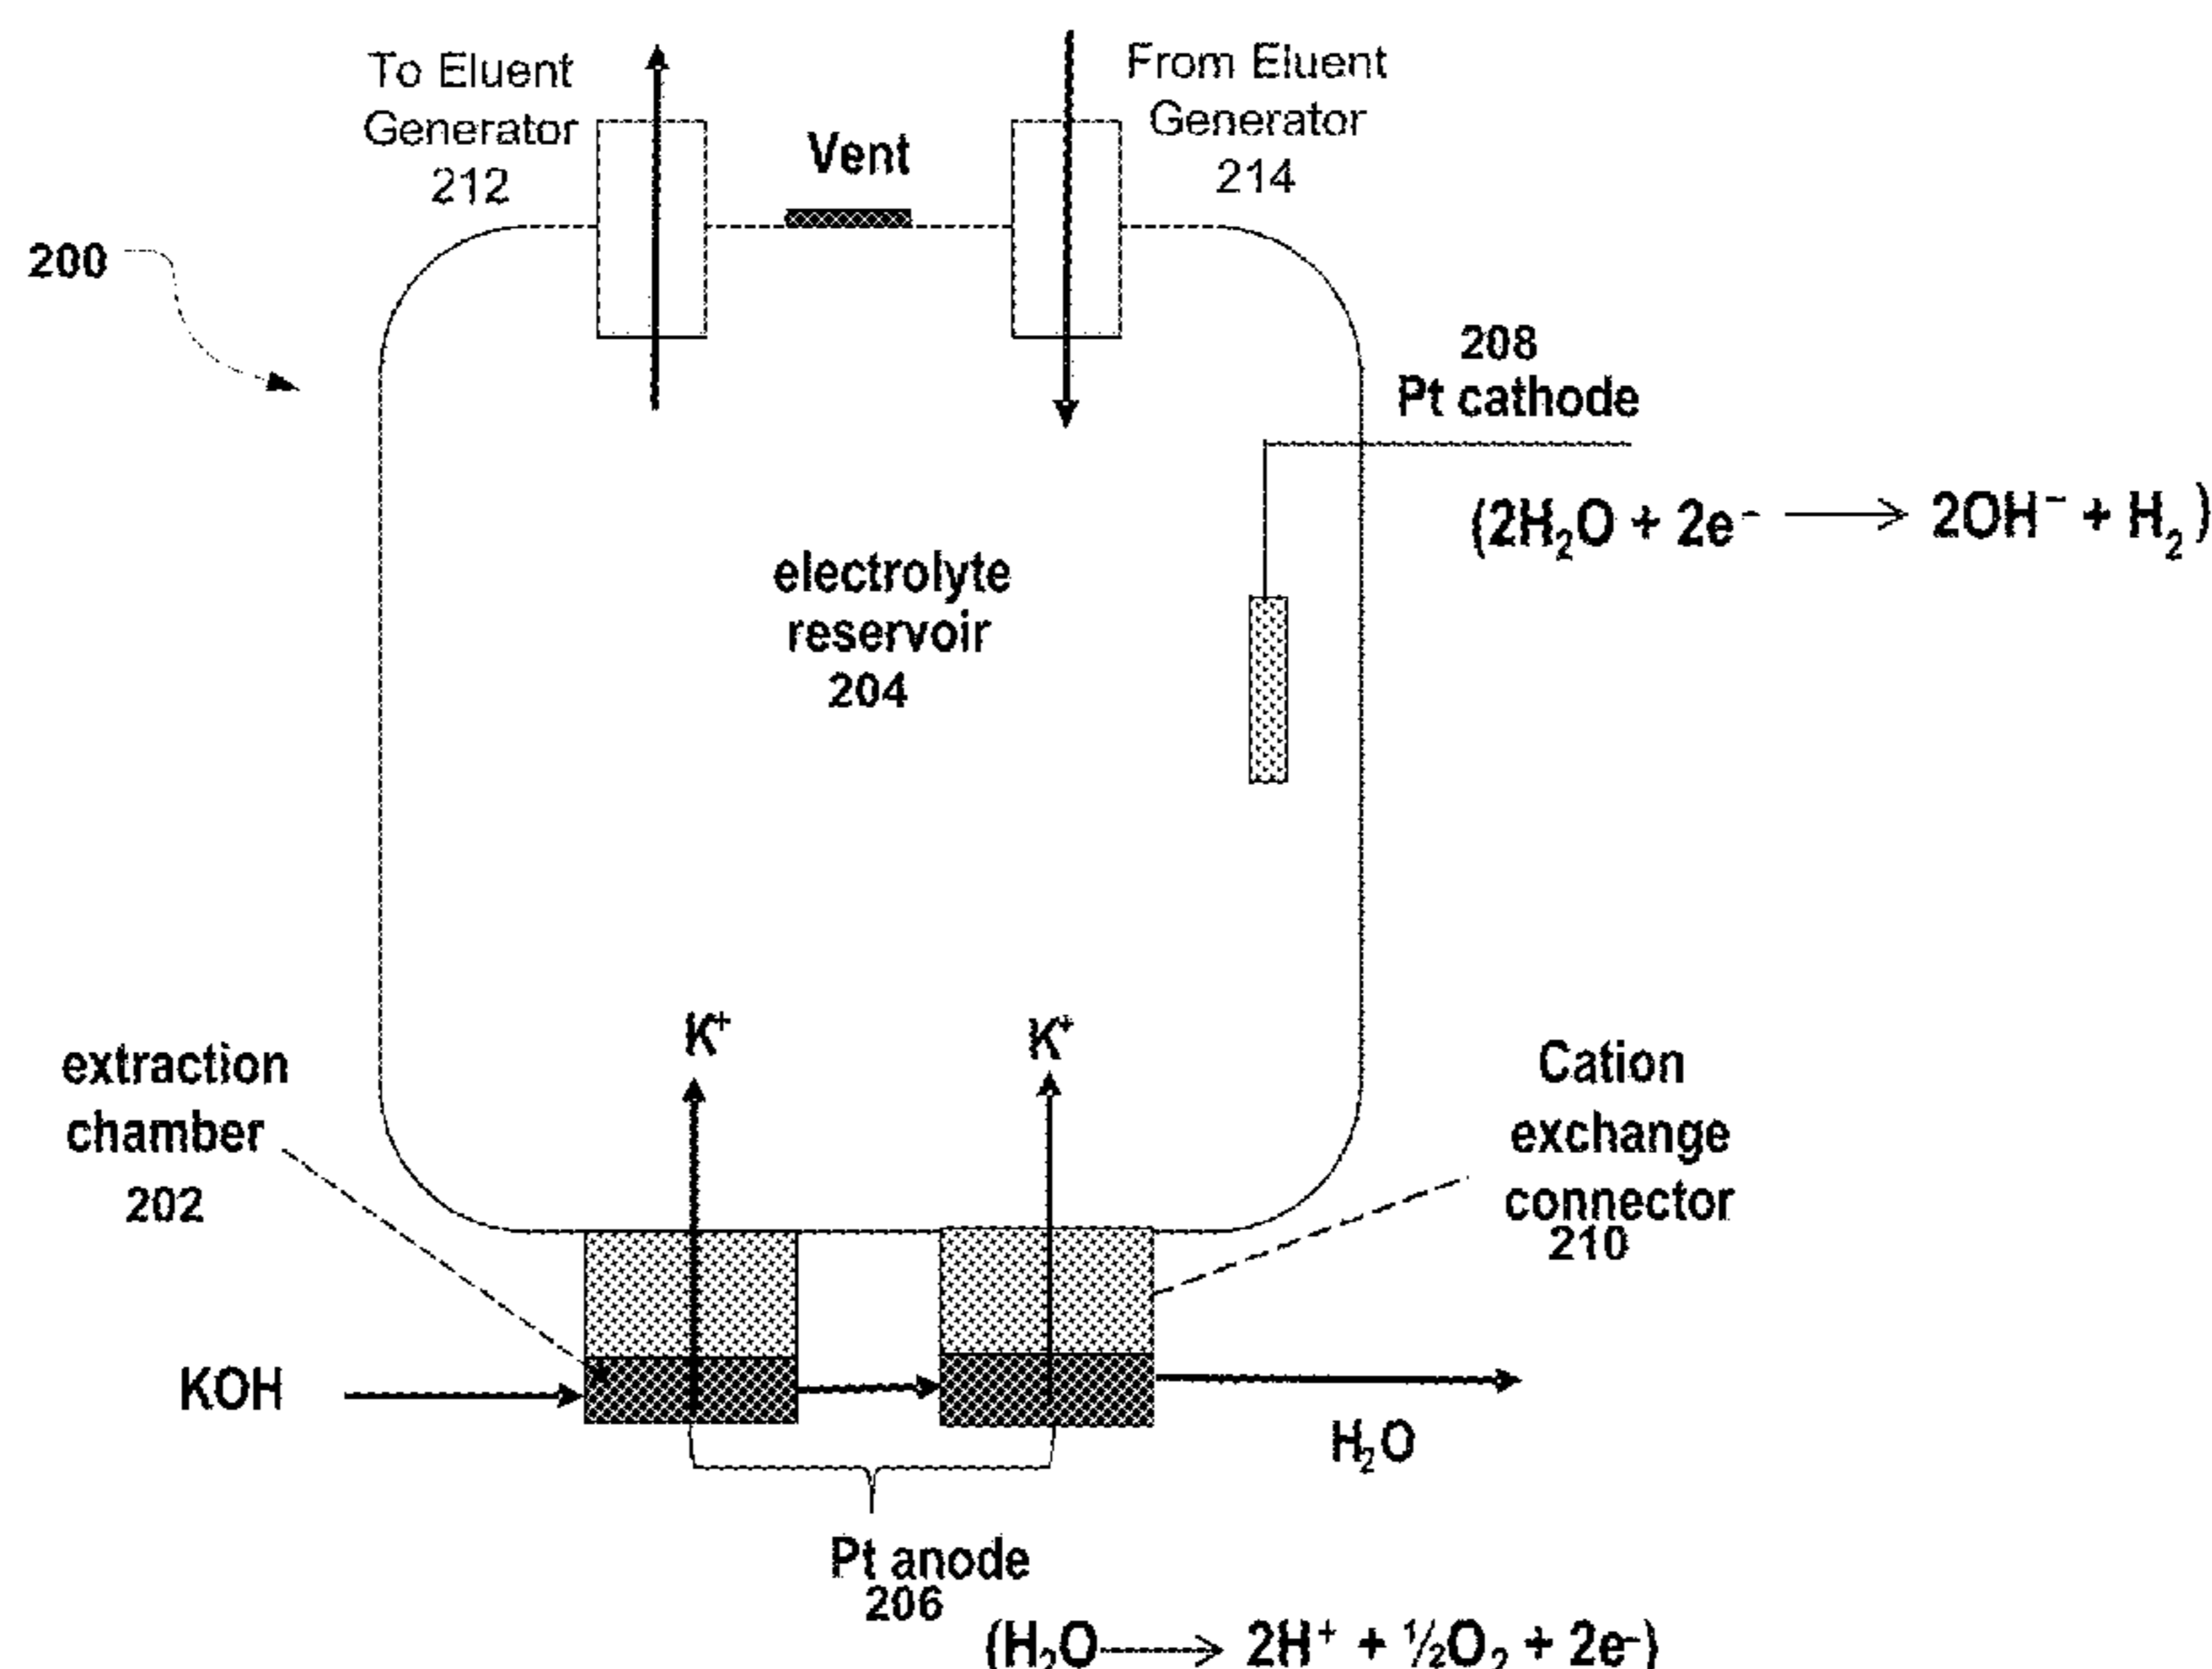 To Eluent
Generator
212
Vent
From Eluent
Generator
214
200
208
Pt cathode
(2H₂O + 2e⁻ ⟶ 2OH⁻ + H₂)
electrolyte
reservoir
204
K⁺
K⁺
extraction
chamber
202
Cation
exchange
connector
210
KOH
H₂O
Pt anode
206
(H₂O ⟶ 2H⁺ + ½O₂ + 2e⁻)